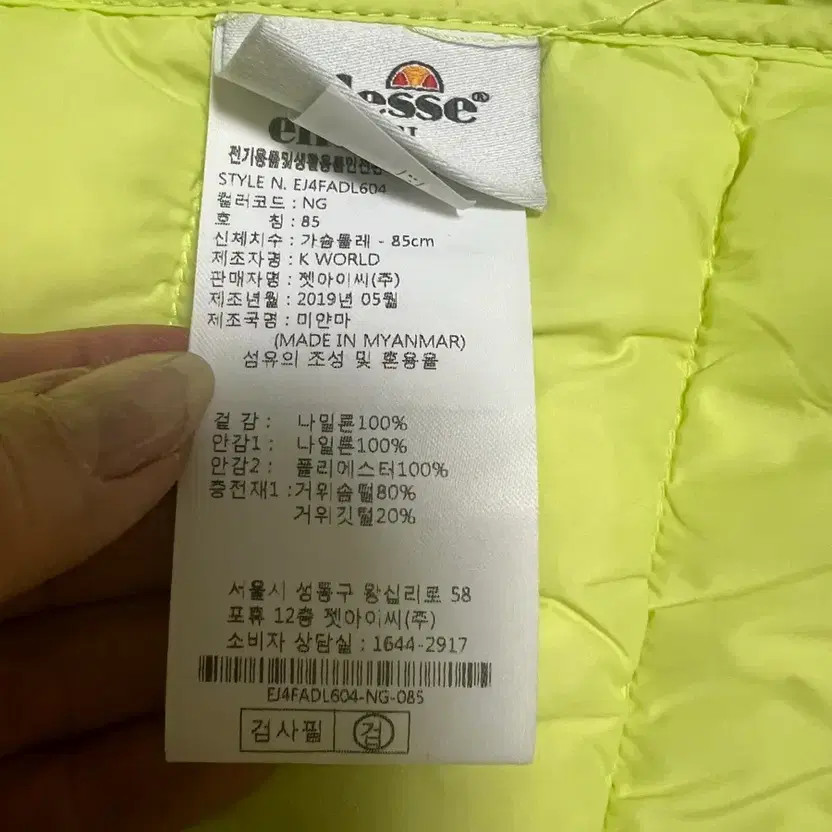 esse®
전기용품및생활용품안전
STYLE N. EJ4FADL604
컬러코드 : NG
호 칭 : 85
신체치수 : 가슴둘레 - 85cm
제조자명 : K WORLD
판매자명 : 젯아이씨(주)
제조년월 : 2019년 05월
제조국명 : 미얀마
(MADE IN MYANMAR)
섬유의 조성 및 혼용율
겉 감 : 나일론100%
안감1 : 나일론100%
안감2 : 폴리에스터100%
충전재1 : 거위솜털80%
거위깃털20%
서울시 성동구 왕십리로 58
포휴 12층 젯아이씨(주)
소비자 상담실 : 1644-2917
EJ4FADL604-NG-085
검사필 검